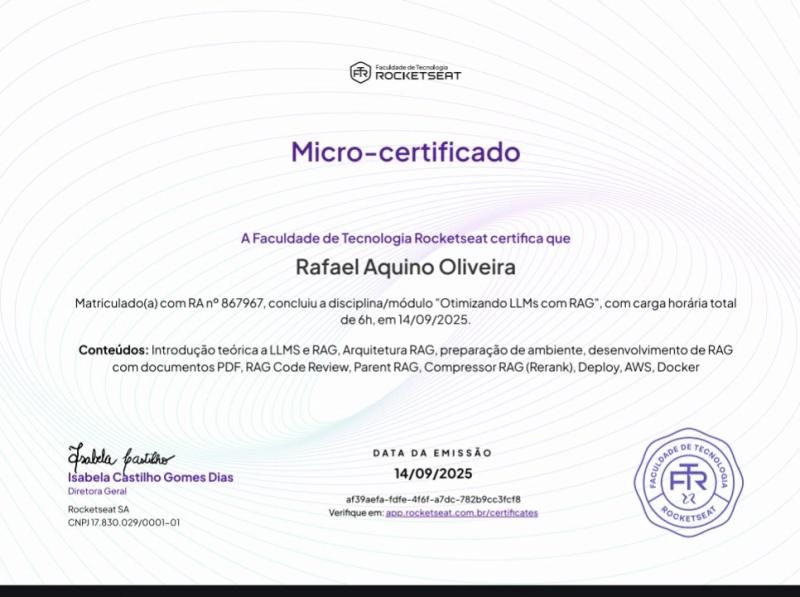 Faculdade de Tecnologia
ROCKETSEAT
Micro-certificado
A Faculdade de Tecnologia Rocketseat certifica que
Rafael Aquino Oliveira
Matriculado(a) com RA nº 867967, concluiu a disciplina/módulo "Otimizando LLMs com RAG", com carga horária total
de 6h, em 14/09/2025.
Conteúdos: Introdução teórica a LLMS e RAG, Arquitetura RAG, preparação de ambiente, desenvolvimento de RAG
com documentos PDF, RAG Code Review, Parent RAG, Compressor RAG (Rerank), Deploy, AWS, Docker
Isabela Castilho
Isabela Castilho Gomes Dias
Diretora Geral
Rocketseat SA
CNPJ 17.830.029/0001-01
DATA DA EMISSÃO
14/09/2025
af39aefa-fdfe-4f6f-a7dc-782b9cc3fcf8
Verifique em: app.rocketseat.com.br/certificates
FACULDADE DE TECNOLOGIA
FTR
ROCKETSEAT